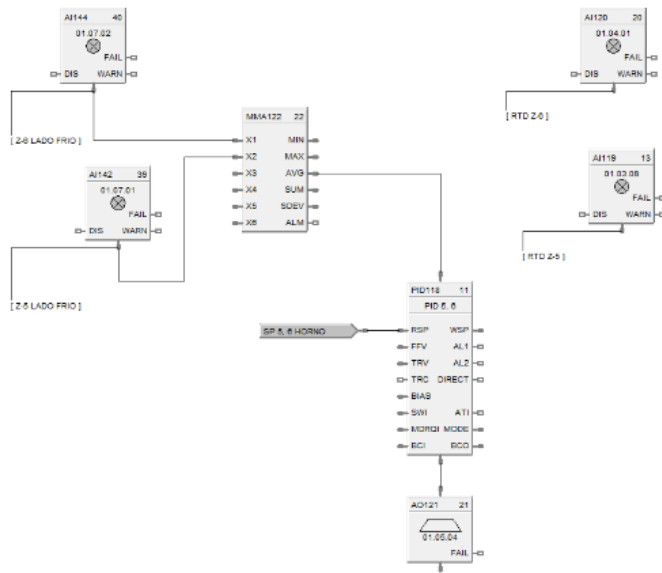 AI144 40
01.07.02
FAIL
DIS WARN
[ Z-6 LADO FRIO ]
AI142 39
01.07.01
FAIL
DIS WARN
[ Z-5 LADO FRIO ]
MMA122 22
X1 MIN
X2 MAX
X3 AVG
X4 SUM
X5 SDEV
X6 ALM
AI120 20
01.04.01
FAIL
DIS WARN
[ RTD Z-6 ]
AI119 13
01.03.08
FAIL
DIS WARN
[ RTD Z-5 ]
SP 5, 6 HORNO
PID118 11
PID 5, 6
RSP WSP
FFV AL1
TRV AL2
TRC DIRECT
BIAS
SWI ATI
MDRQI MODE
BCI BCO
AO121 21
01.05.04
FAIL